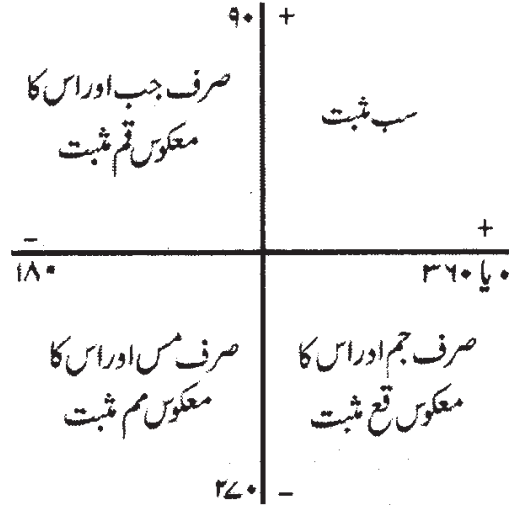 ۹۰ +
صرف جب اور اس کا
معکوس قم مثبت
سب مثبت
− +
۱۸۰ ۰ یا ۳۶۰
صرف مس اور اس کا
معکوس مم مثبت
صرف جم ادر اس کا
معکوس قع مثبت
۲۷۰ −